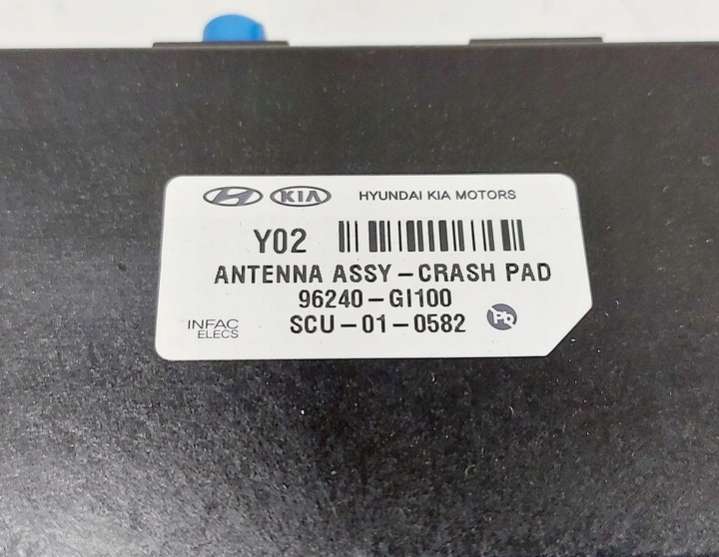 KIA HYUNDAI KIA MOTORS
Y02
ANTENNA ASSY-CRASH PAD
96240-GI100
INFAC
ELECS
SCU-01-0582
Pb